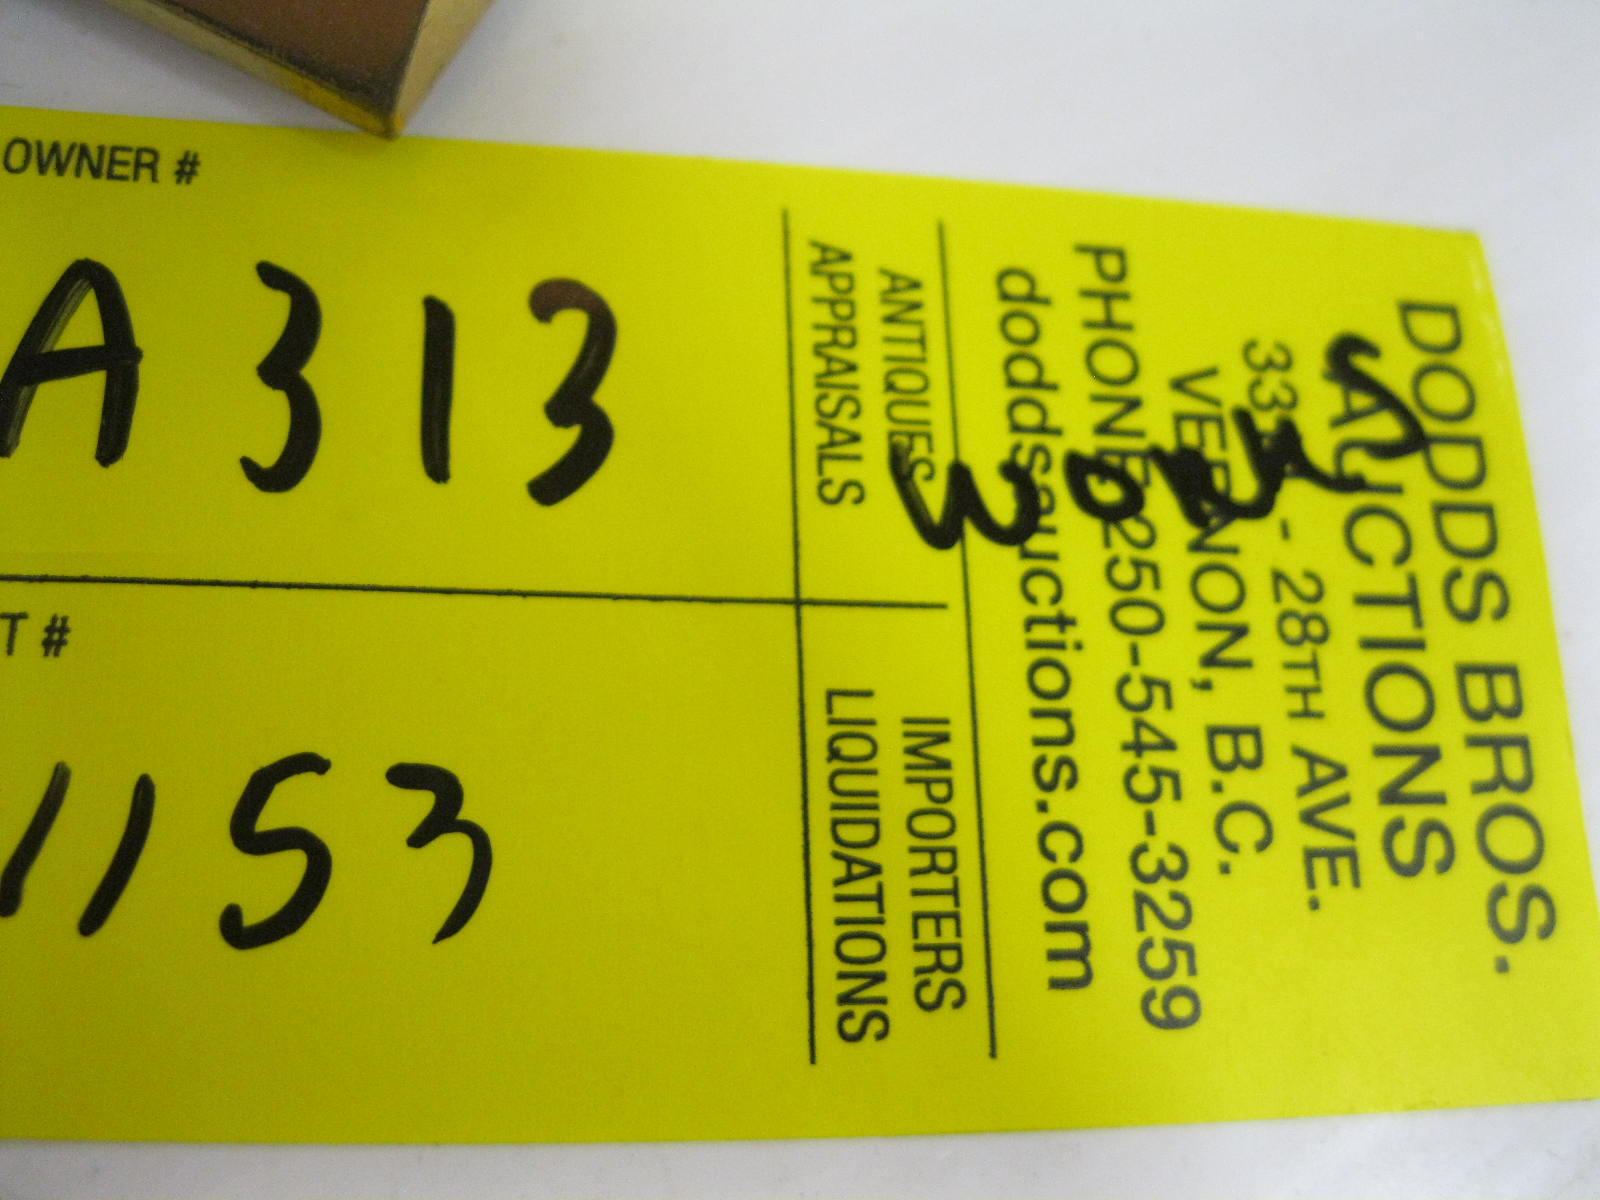 OWNER #
A 313
T #
1153
ANTIQUES
APPRAISALS
IMPORTERS
LIQUIDATIONS
DODDS BROS.
AUCTIONS
28TH AVE.
VERNON, B.C.
PHONE 250-545-3259
doddsauctions.com
works